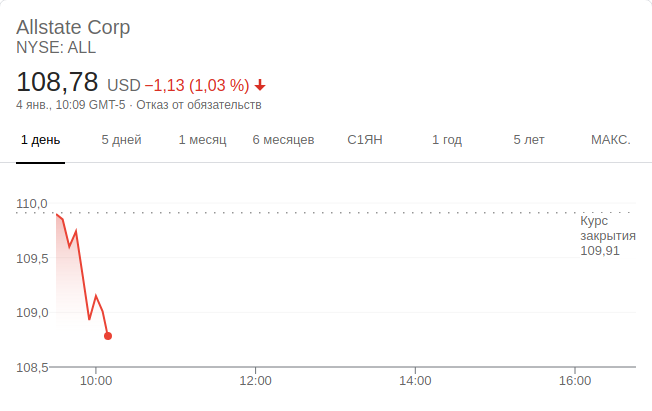 Allstate Corp
NYSE: ALL
108,78 USD −1,13 (1,03 %)
4 янв., 10:09 GMT-5 · Отказ от обязательств
1 день 5 дней 1 месяц 6 месяцев С1ЯН 1 год 5 лет МАКС.
110,0
Курс
закрытия
109,91
109,5
109,0
108,5
10:00 12:00 14:00 16:00